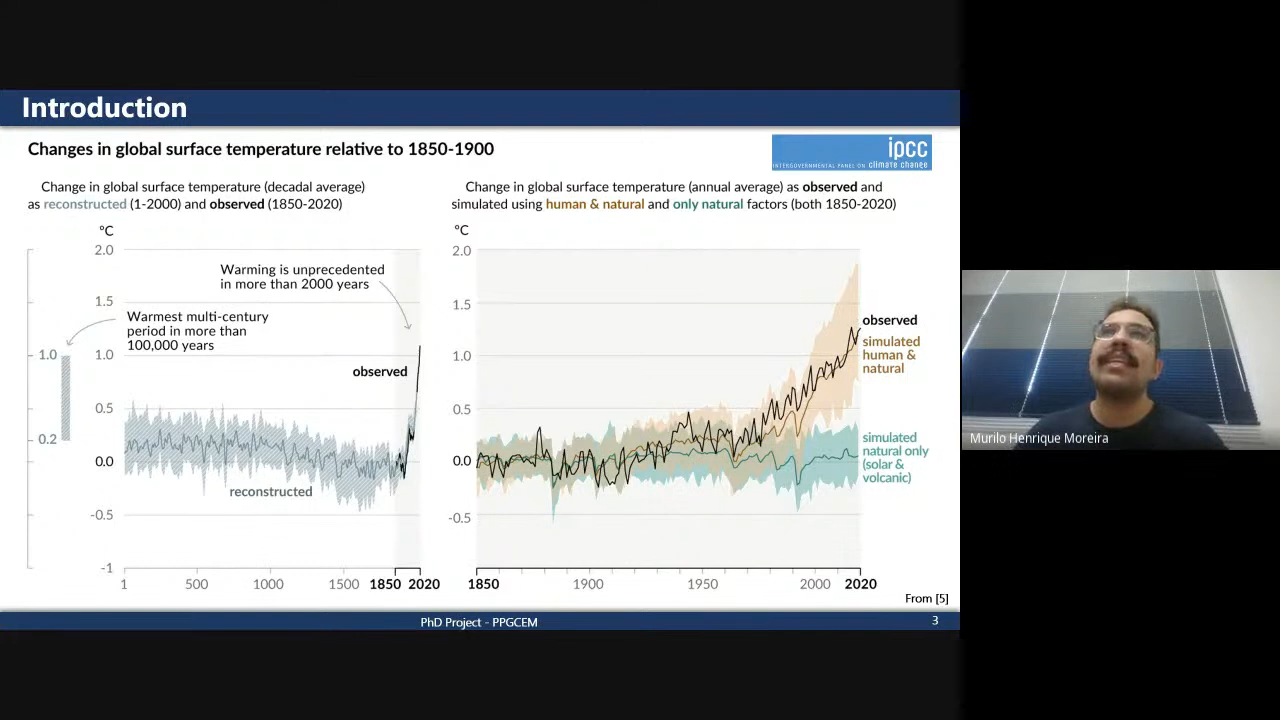 Introduction
Changes in global surface temperature relative to 1850-1900
ipcc
INTERGOVERNMENTAL PANEL ON climate change
Change in global surface temperature (decadal average)
as reconstructed (1-2000) and observed (1850-2020)
°C
2.0
1.5
1.0
0.5
0.0
-0.5
-1
1.0
0.2
Warming is unprecedented
in more than 2000 years
Warmest multi-century
period in more than
100,000 years
observed
reconstructed
1 500 1000 1500 1850 2020
Change in global surface temperature (annual average) as observed and
simulated using human & natural and only natural factors (both 1850-2020)
°C
2.0
1.5
1.0
0.5
0.0
-0.5
observed
simulated
human &
natural
simulated
natural only
(solar &
volcanic)
1850 1900 1950 2000 2020
From [5]
PhD Project - PPGCEM
3
Murilo Henrique Moreira